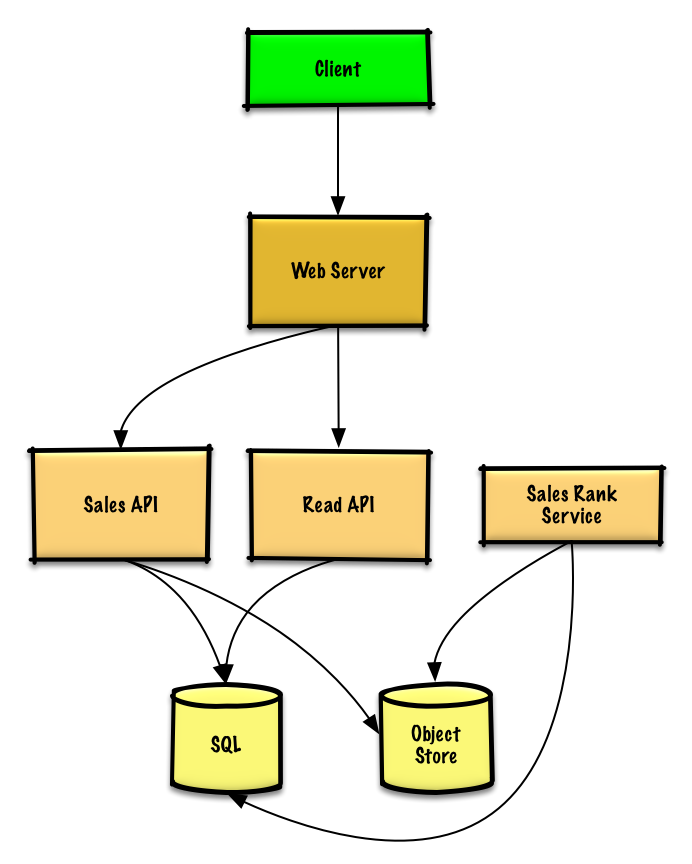 Client
Web Server
Sales API
Read API
Sales Rank
Service
SQL
Object
Store